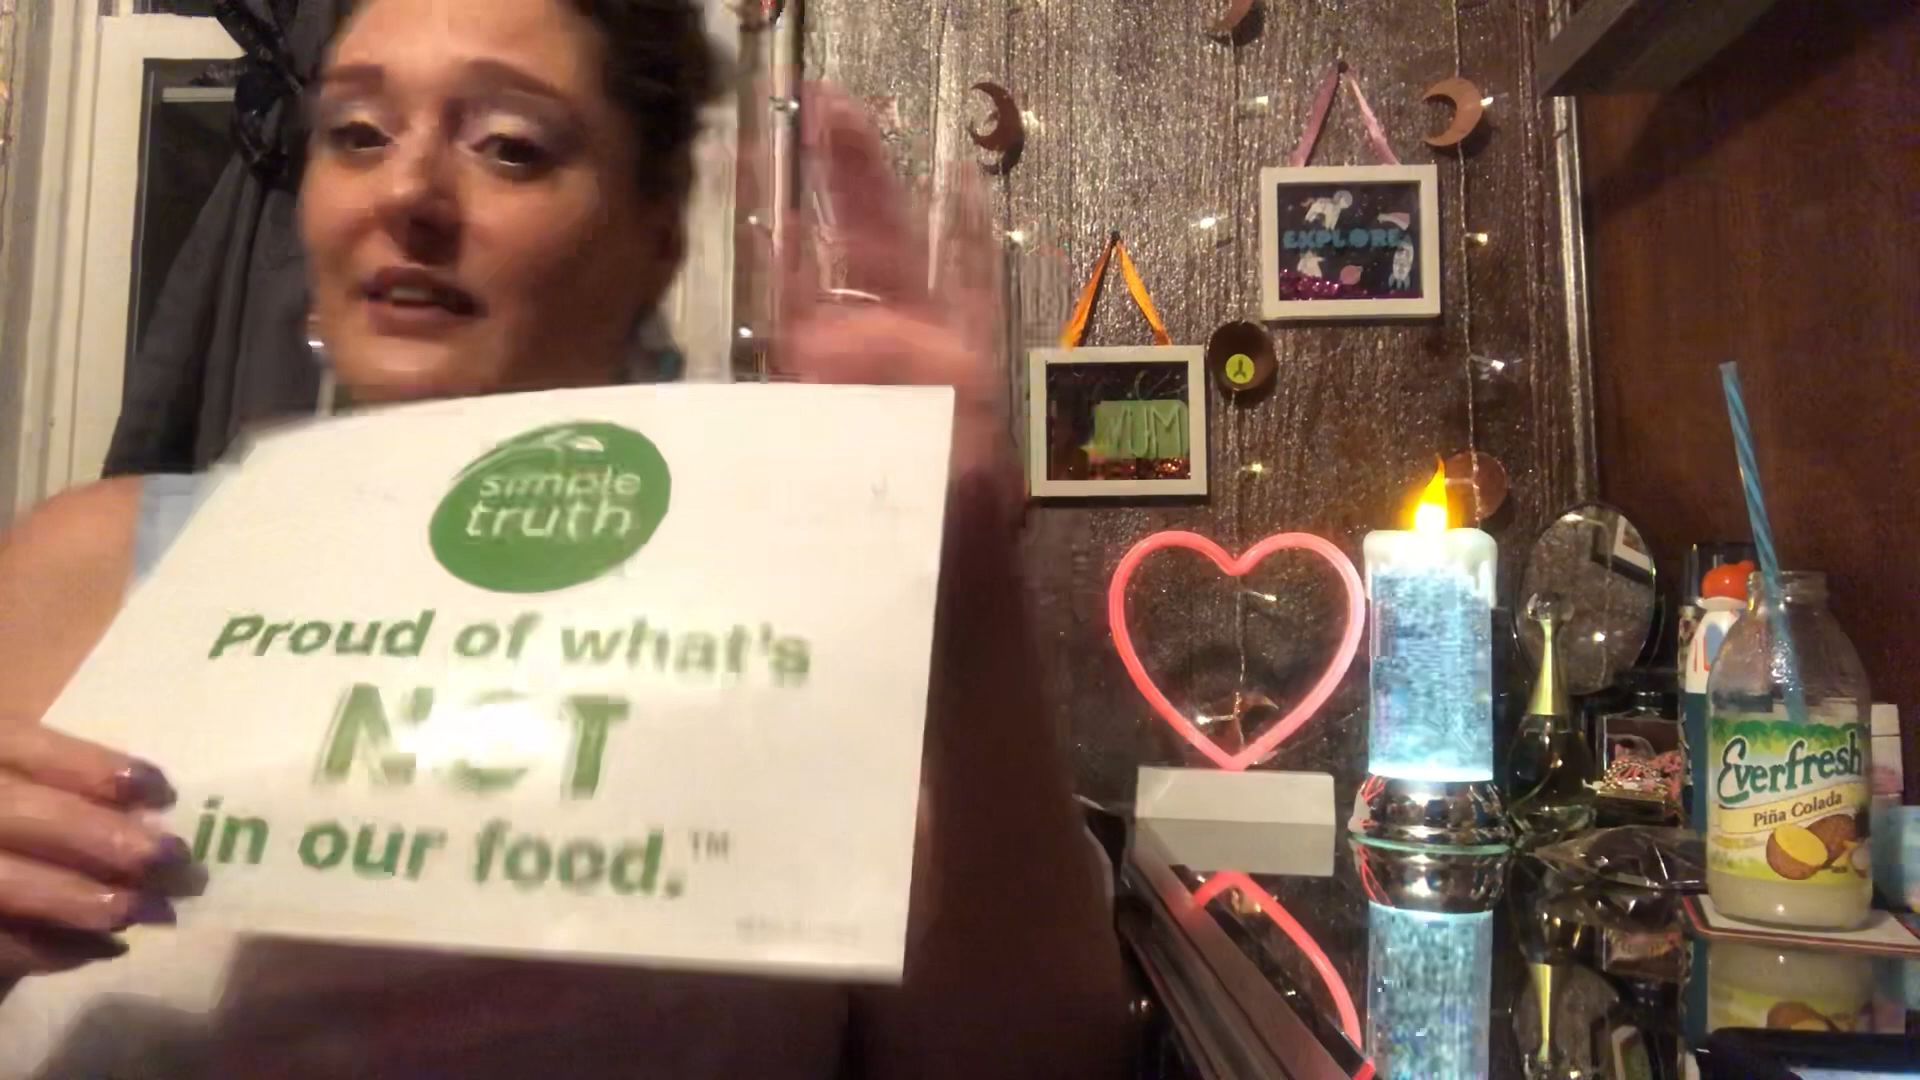 simple
truth
Proud of what's
NOT
in our food.™
EXPLORE
YUM
Everfresh
Piña Colada